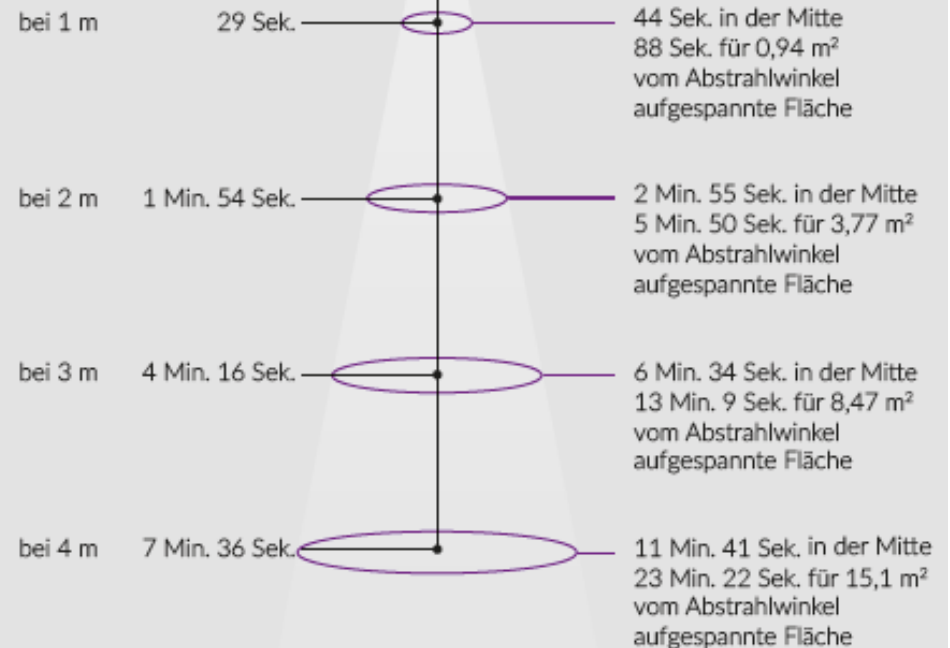 bei 1 m 29 Sek. 44 Sek. in der Mitte
88 Sek. für 0,94 m²
vom Abstrahlwinkel
aufgespannte Fläche
bei 2 m 1 Min. 54 Sek. 2 Min. 55 Sek. in der Mitte
5 Min. 50 Sek. für 3,77 m²
vom Abstrahlwinkel
aufgespannte Fläche
bei 3 m 4 Min. 16 Sek. 6 Min. 34 Sek. in der Mitte
13 Min. 9 Sek. für 8,47 m²
vom Abstrahlwinkel
aufgespannte Fläche
bei 4 m 7 Min. 36 Sek. 11 Min. 41 Sek. in der Mitte
23 Min. 22 Sek. für 15,1 m²
vom Abstrahlwinkel
aufgespannte Fläche